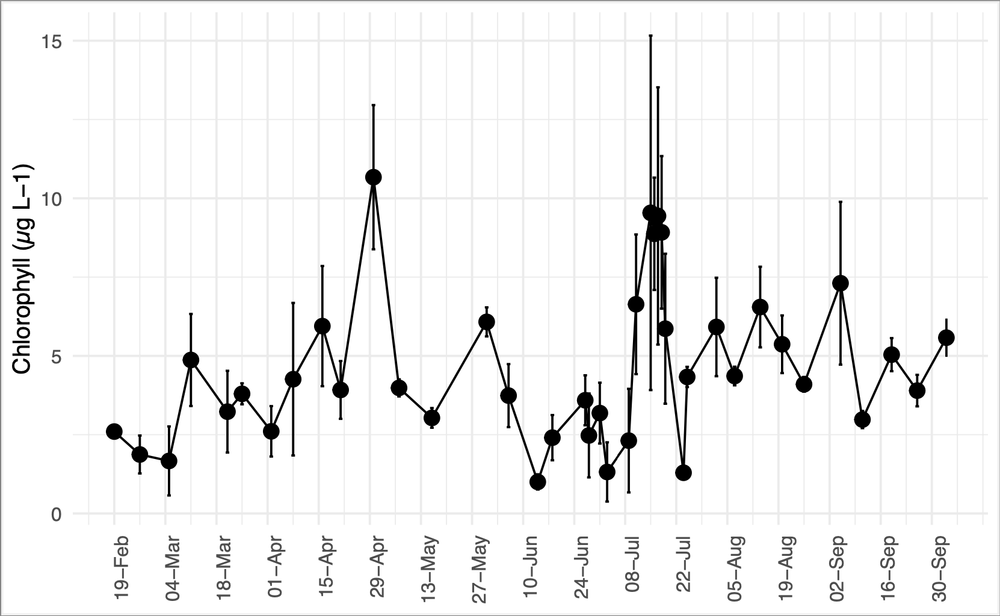 Chlorophyll (µg L−1)
15
10
5
0
19−Feb
04−Mar
18−Mar
01−Apr
15−Apr
29−Apr
13−May
27−May
10−Jun
24−Jun
08−Jul
22−Jul
05−Aug
19−Aug
02−Sep
16−Sep
30−Sep